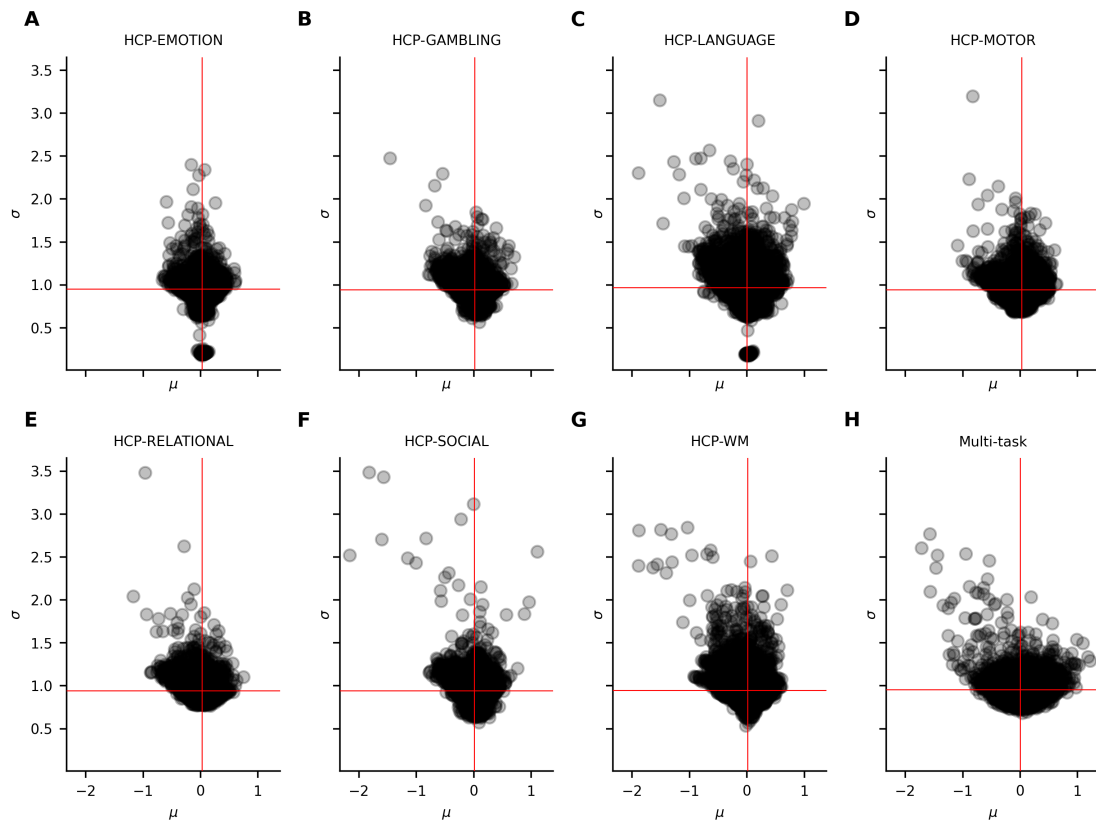 A
B
C
D
HCP-EMOTION
HCP-GAMBLING
HCP-LANGUAGE
HCP-MOTOR
3.5
3.0
2.5
2.0
1.5
1.0
0.5
σ
σ
σ
σ
μ
μ
μ
μ
E
F
G
H
HCP-RELATIONAL
HCP-SOCIAL
HCP-WM
Multi-task
3.5
3.0
2.5
2.0
1.5
1.0
0.5
σ
σ
σ
σ
−2 −1 0 1
−2 −1 0 1
−2 −1 0 1
−2 −1 0 1
μ
μ
μ
μ